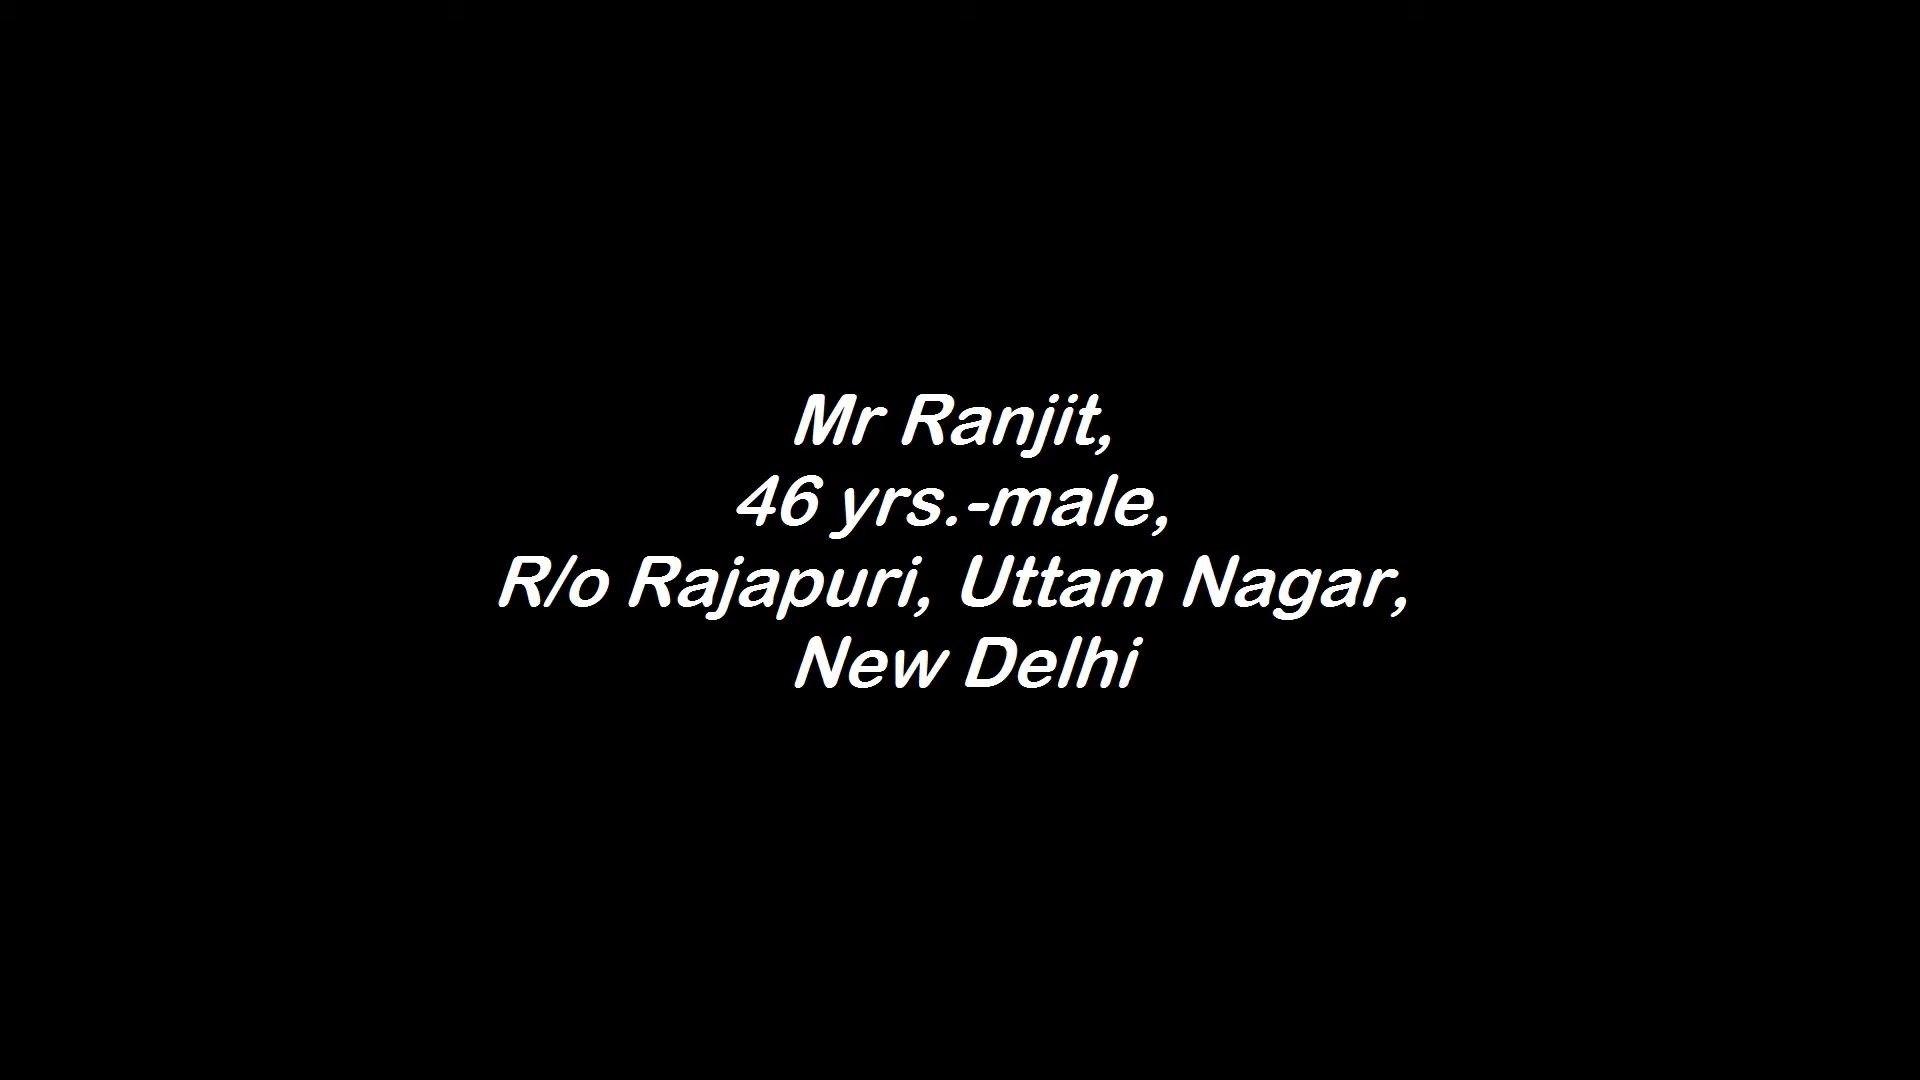 Mr Ranjit,
46 yrs.-male,
R/o Rajapuri, Uttam Nagar,
New Delhi